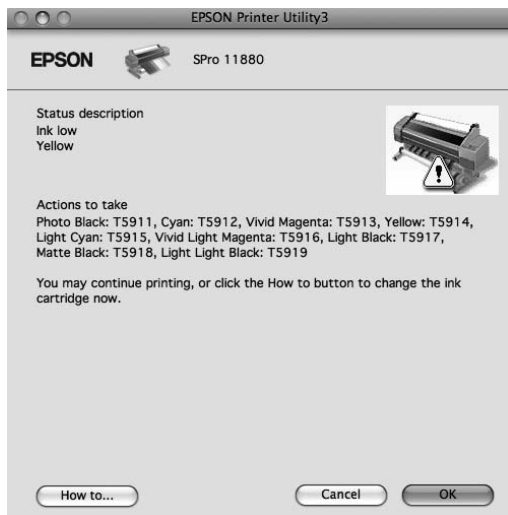 EPSON Printer Utility3
EPSON
SPro 11880
Status description
Ink low
Yellow
Actions to take
Photo Black: T5911, Cyan: T5912, Vivid Magenta: T5913, Yellow: T5914,
Light Cyan: T5915, Vivid Light Magenta: T5916, Light Black: T5917,
Matte Black: T5918, Light Light Black: T5919
You may continue printing, or click the How to button to change the ink
cartridge now.
How to...
Cancel
OK